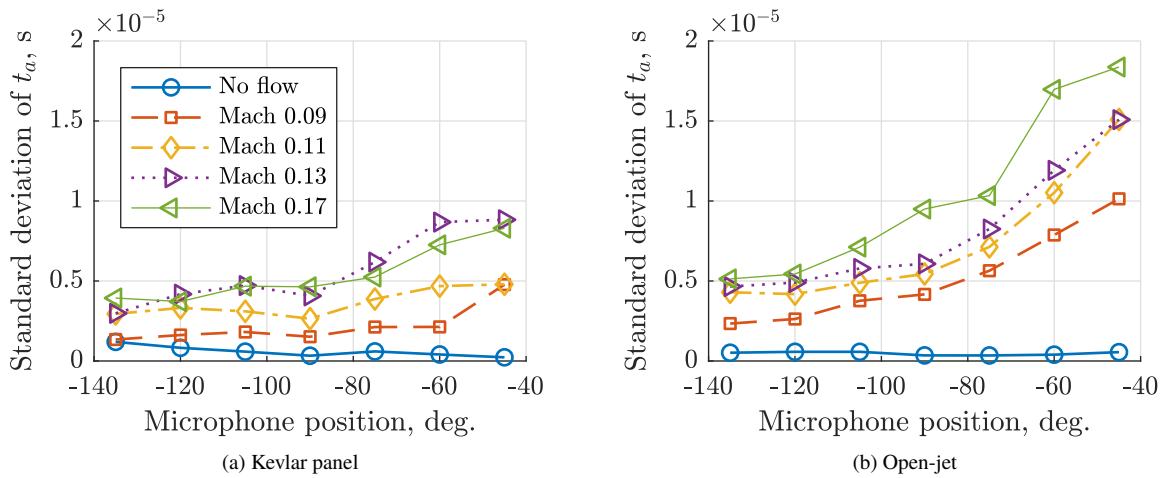 ×10⁻⁵
Standard deviation of tₐ, s
2
1.5
1
0.5
0
-140
-120
-100
-80
-60
-40
No flow
Mach 0.09
Mach 0.11
Mach 0.13
Mach 0.17
Microphone position, deg.
(a) Kevlar panel
×10⁻⁵
Standard deviation of tₐ, s
2
1.5
1
0.5
0
-140
-120
-100
-80
-60
-40
Microphone position, deg.
(b) Open-jet